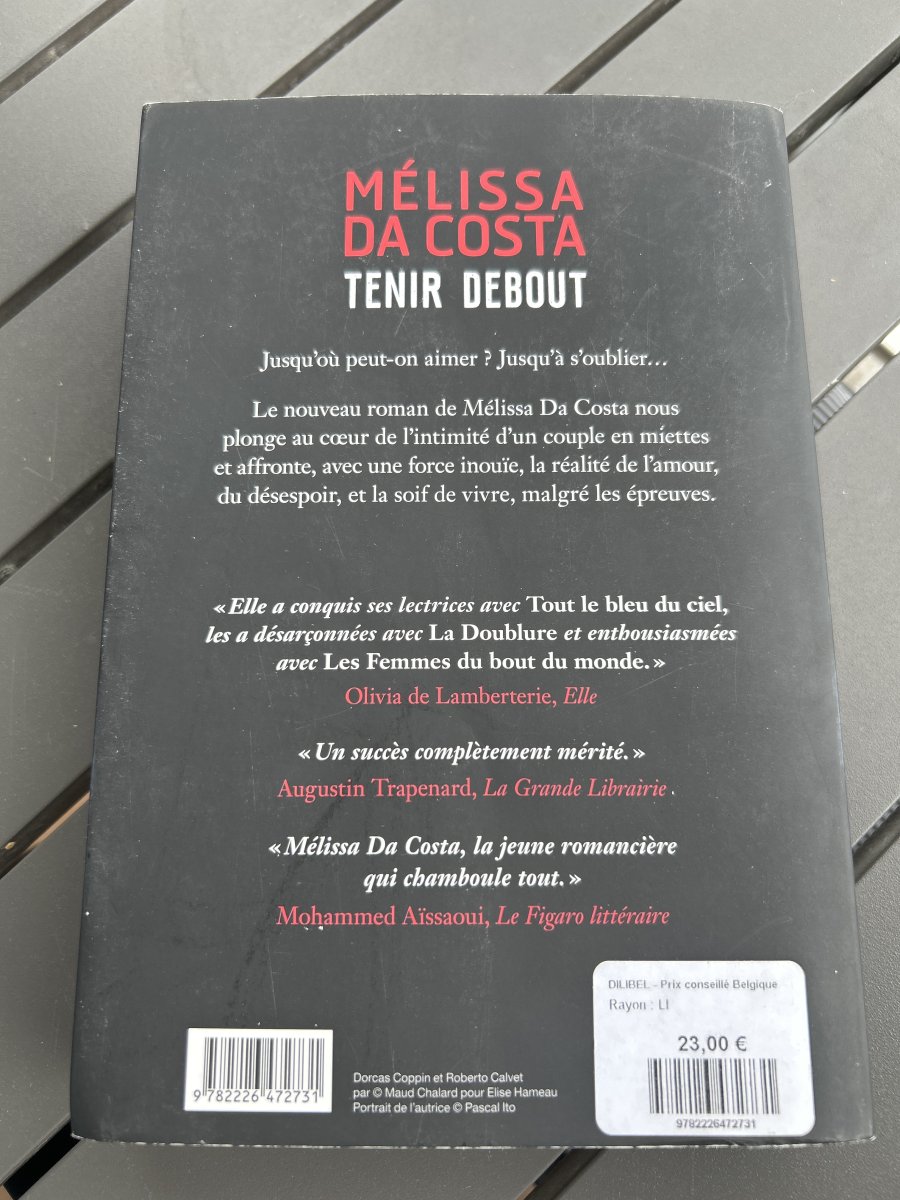 MÉLISSA
DA COSTA
TENIR DEBOUT
Jusqu'où peut-on aimer ? Jusqu'à s'oublier…
Le nouveau roman de Mélissa Da Costa nous
plonge au cœur de l'intimité d'un couple en miettes
et affronte, avec une force inouïe, la réalité de l'amour,
du désespoir, et la soif de vivre, malgré les épreuves.
« Elle a conquis ses lectrices avec Tout le bleu du ciel,
les a désarçonnées avec La Doublure et enthousiasmées
avec Les Femmes du bout du monde. »
Olivia de Lamberterie, Elle
« Un succès complètement mérité. »
Augustin Trapenard, La Grande Librairie
« Mélissa Da Costa, la jeune romancière
qui chamboule tout. »
Mohammed Aïssaoui, Le Figaro littéraire
DILIBEL - Prix conseillé Belgique
Rayon : LI
23,00 €
9782226472731
9 782226 472731
Dorcas Coppin et Roberto Calvet
par © Maud Chalard pour Elise Hameau
Portrait de l'autrice © Pascal Ito